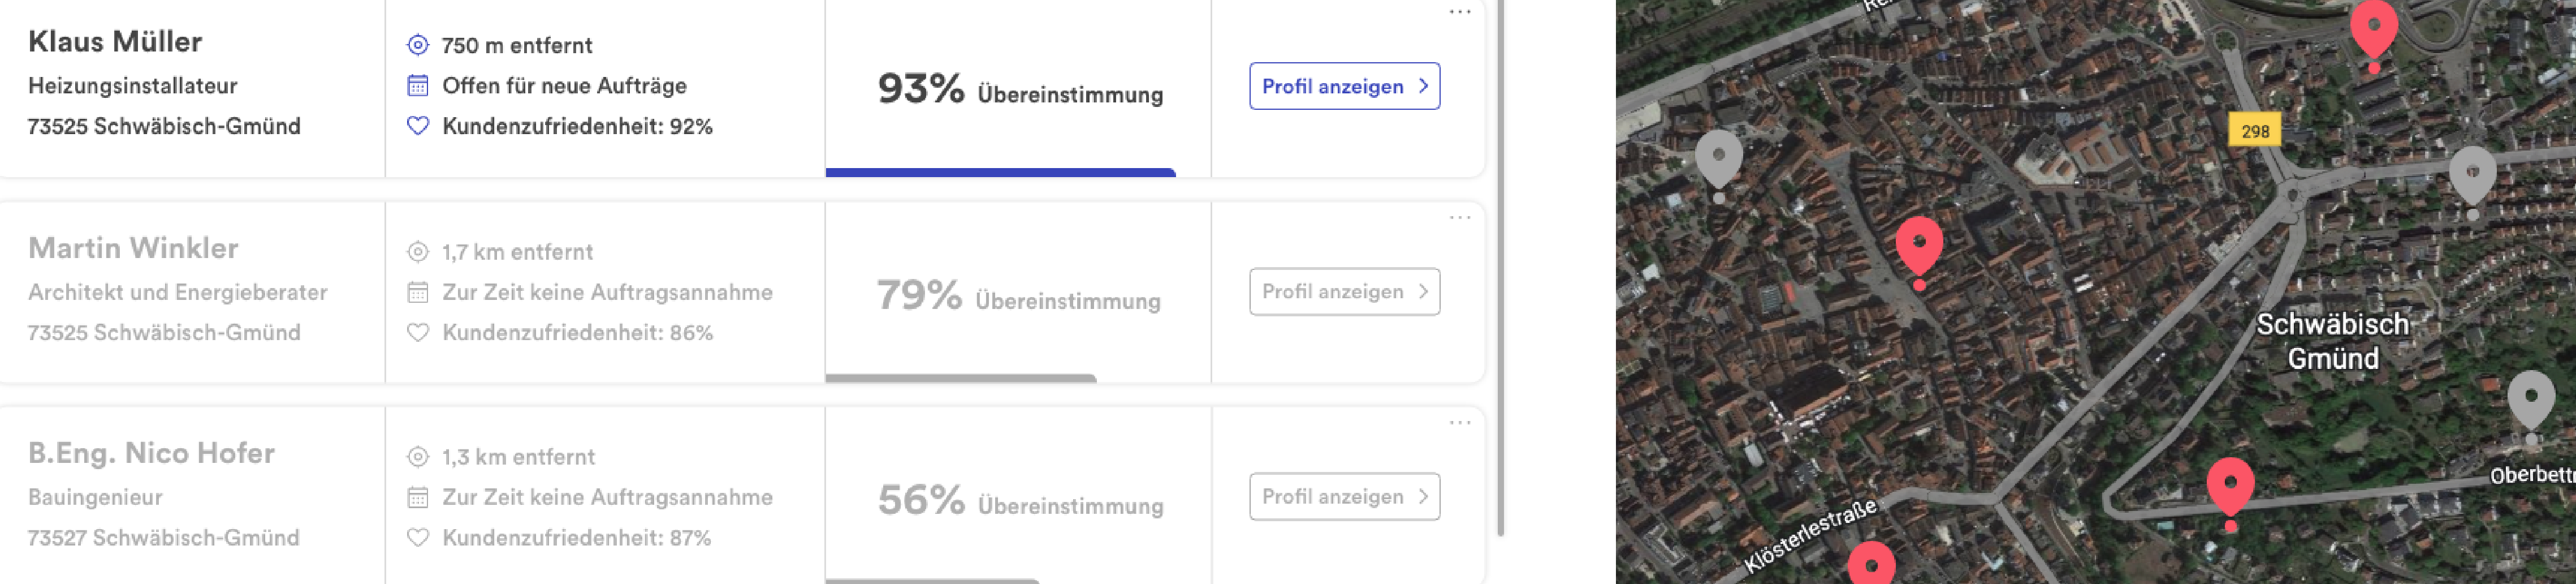 Klaus Müller
Heizungsinstallateur
73525 Schwäbisch-Gmünd
750 m entfernt
Offen für neue Aufträge
Kundenzufriedenheit: 92%
93% Übereinstimmung
Profil anzeigen
Martin Winkler
Architekt und Energieberater
73525 Schwäbisch-Gmünd
1,7 km entfernt
Zur Zeit keine Auftragsannahme
Kundenzufriedenheit: 86%
79% Übereinstimmung
Profil anzeigen
B.Eng. Nico Hofer
Bauingenieur
73527 Schwäbisch-Gmünd
1,3 km entfernt
Zur Zeit keine Auftragsannahme
Kundenzufriedenheit: 87%
56% Übereinstimmung
Profil anzeigen
298
Schwäbisch
Gmünd
Klösterlestraße